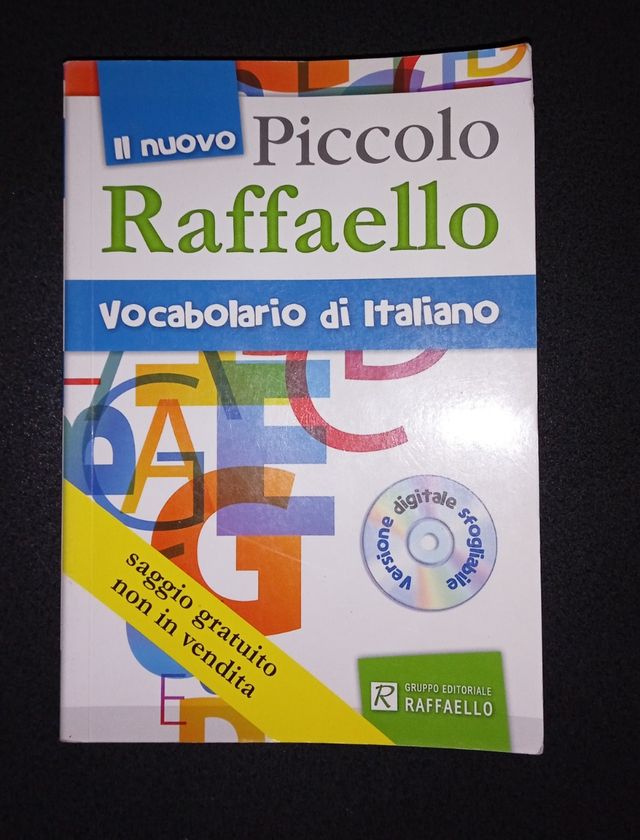 Il nuovo Piccolo
Raffaello
Vocabolario di Italiano
Versione digitale sfogliabile
saggio gratuito
non in vendita
R GRUPPO EDITORIALE
RAFFAELLO